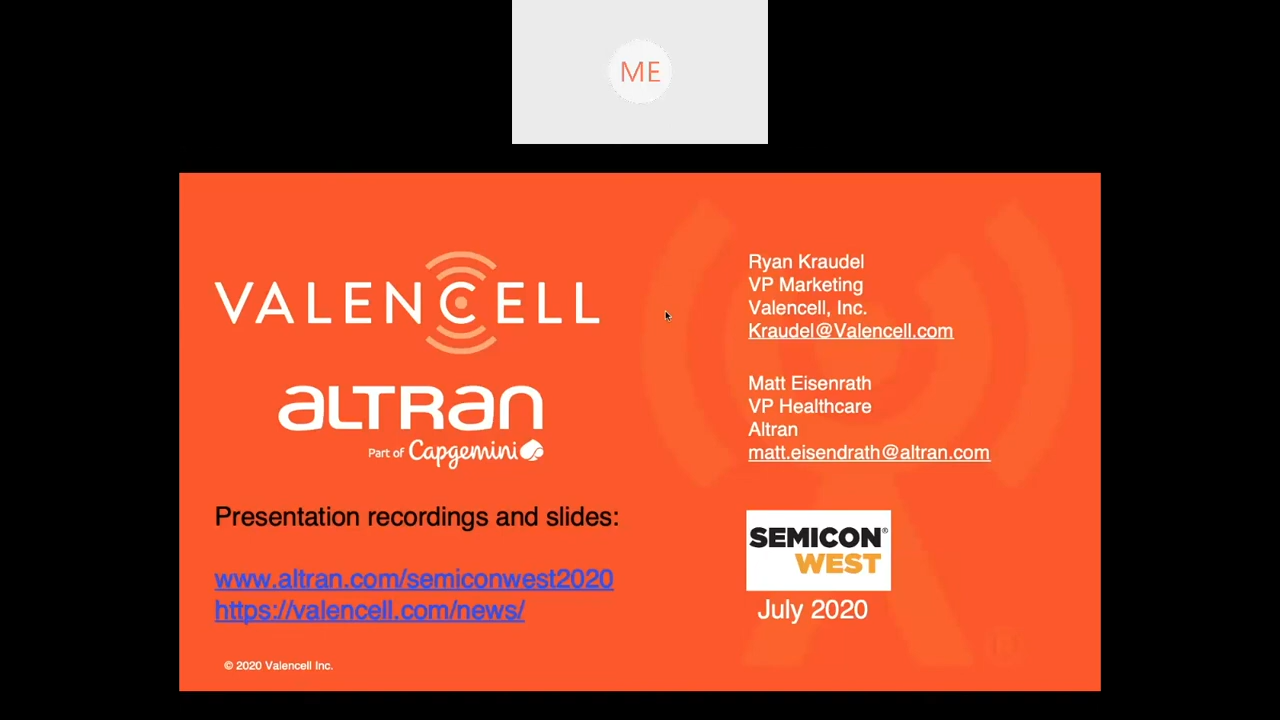 ME
VALENCELL
ALTRAN
Part of Capgemini
Presentation recordings and slides:
www.altran.com/semiconwest2020
https://valencell.com/news/
© 2020 Valencell Inc.
Ryan Kraudel
VP Marketing
Valencell, Inc.
Kraudel@Valencell.com
Matt Eisenrath
VP Healthcare
Altran
matt.eisendrath@altran.com
SEMICON®
WEST
July 2020